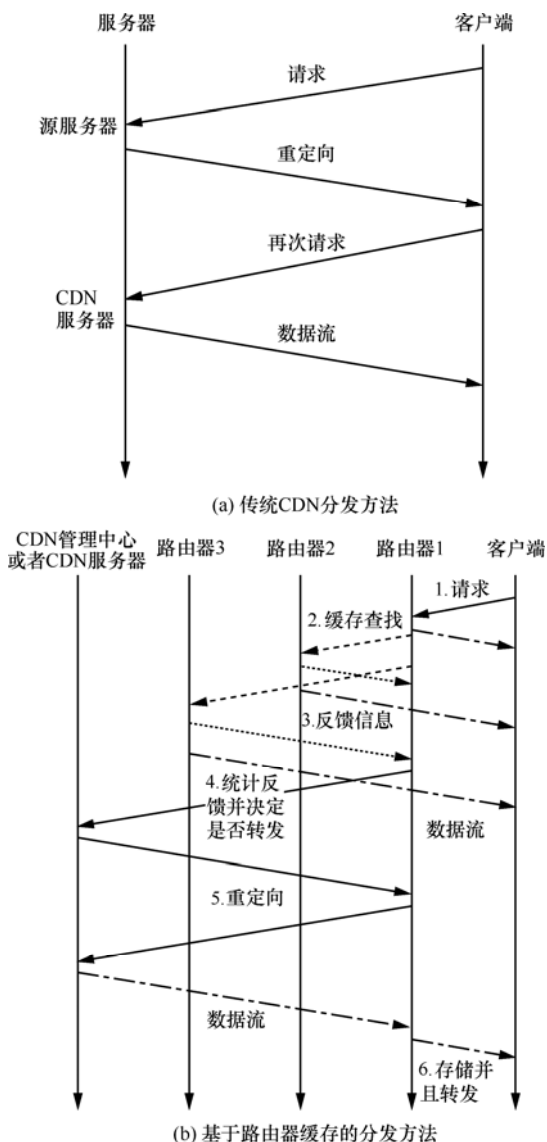 服务器
客户端
请求
源服务器
重定向
再次请求
CDN
服务器
数据流
(a) 传统CDN分发方法
CDN管理中心
或者CDN服务器
路由器3
路由器2
路由器1
客户端
1.请求
2.缓存查找
3.反馈信息
4.统计反
馈并决定
是否转发
数据流
5.重定向
数据流
6.存储并
且转发
(b) 基于路由器缓存的分发方法